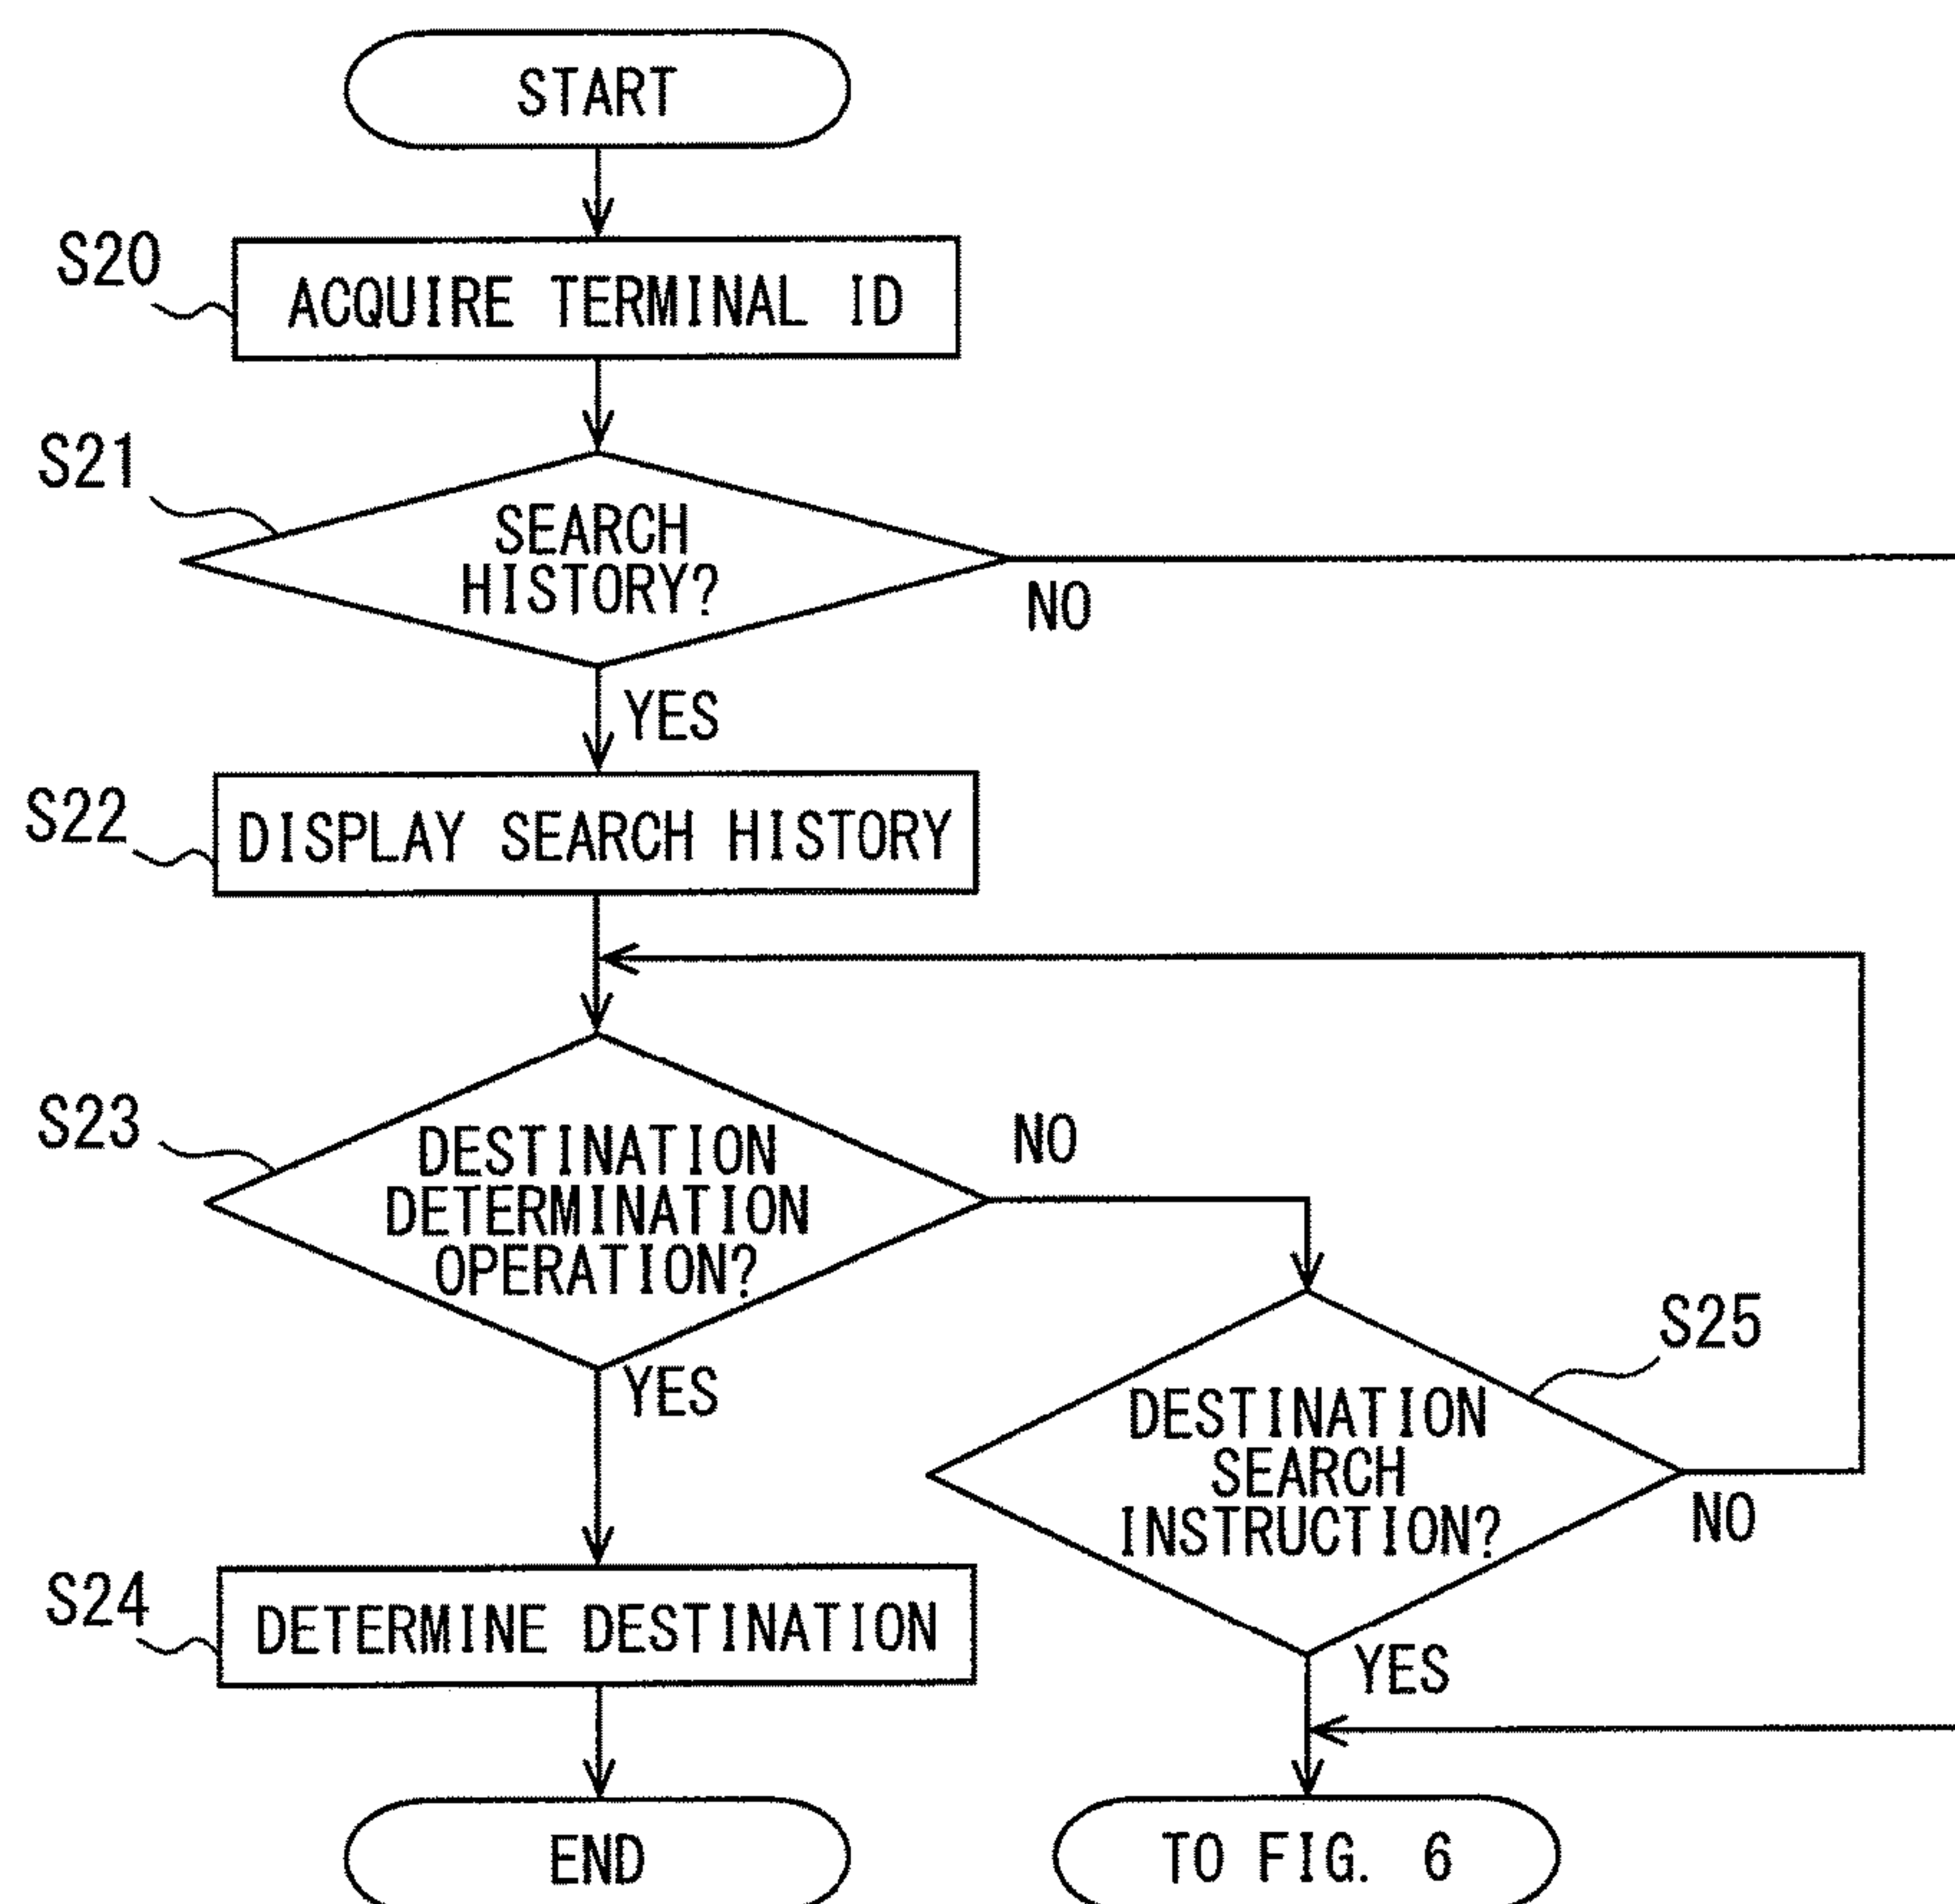 START
S20
ACQUIRE TERMINAL ID
S21
SEARCH
HISTORY?
NO
YES
S22
DISPLAY SEARCH HISTORY
S23
DESTINATION
DETERMINATION
OPERATION?
NO
YES
S25
DESTINATION
SEARCH
INSTRUCTION?
NO
YES
S24
DETERMINE DESTINATION
END
TO FIG. 6